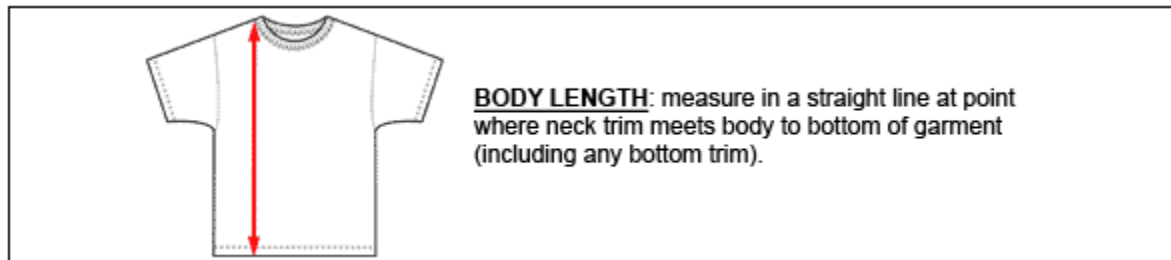 BODY LENGTH: measure in a straight line at point
where neck trim meets body to bottom of garment
(including any bottom trim).